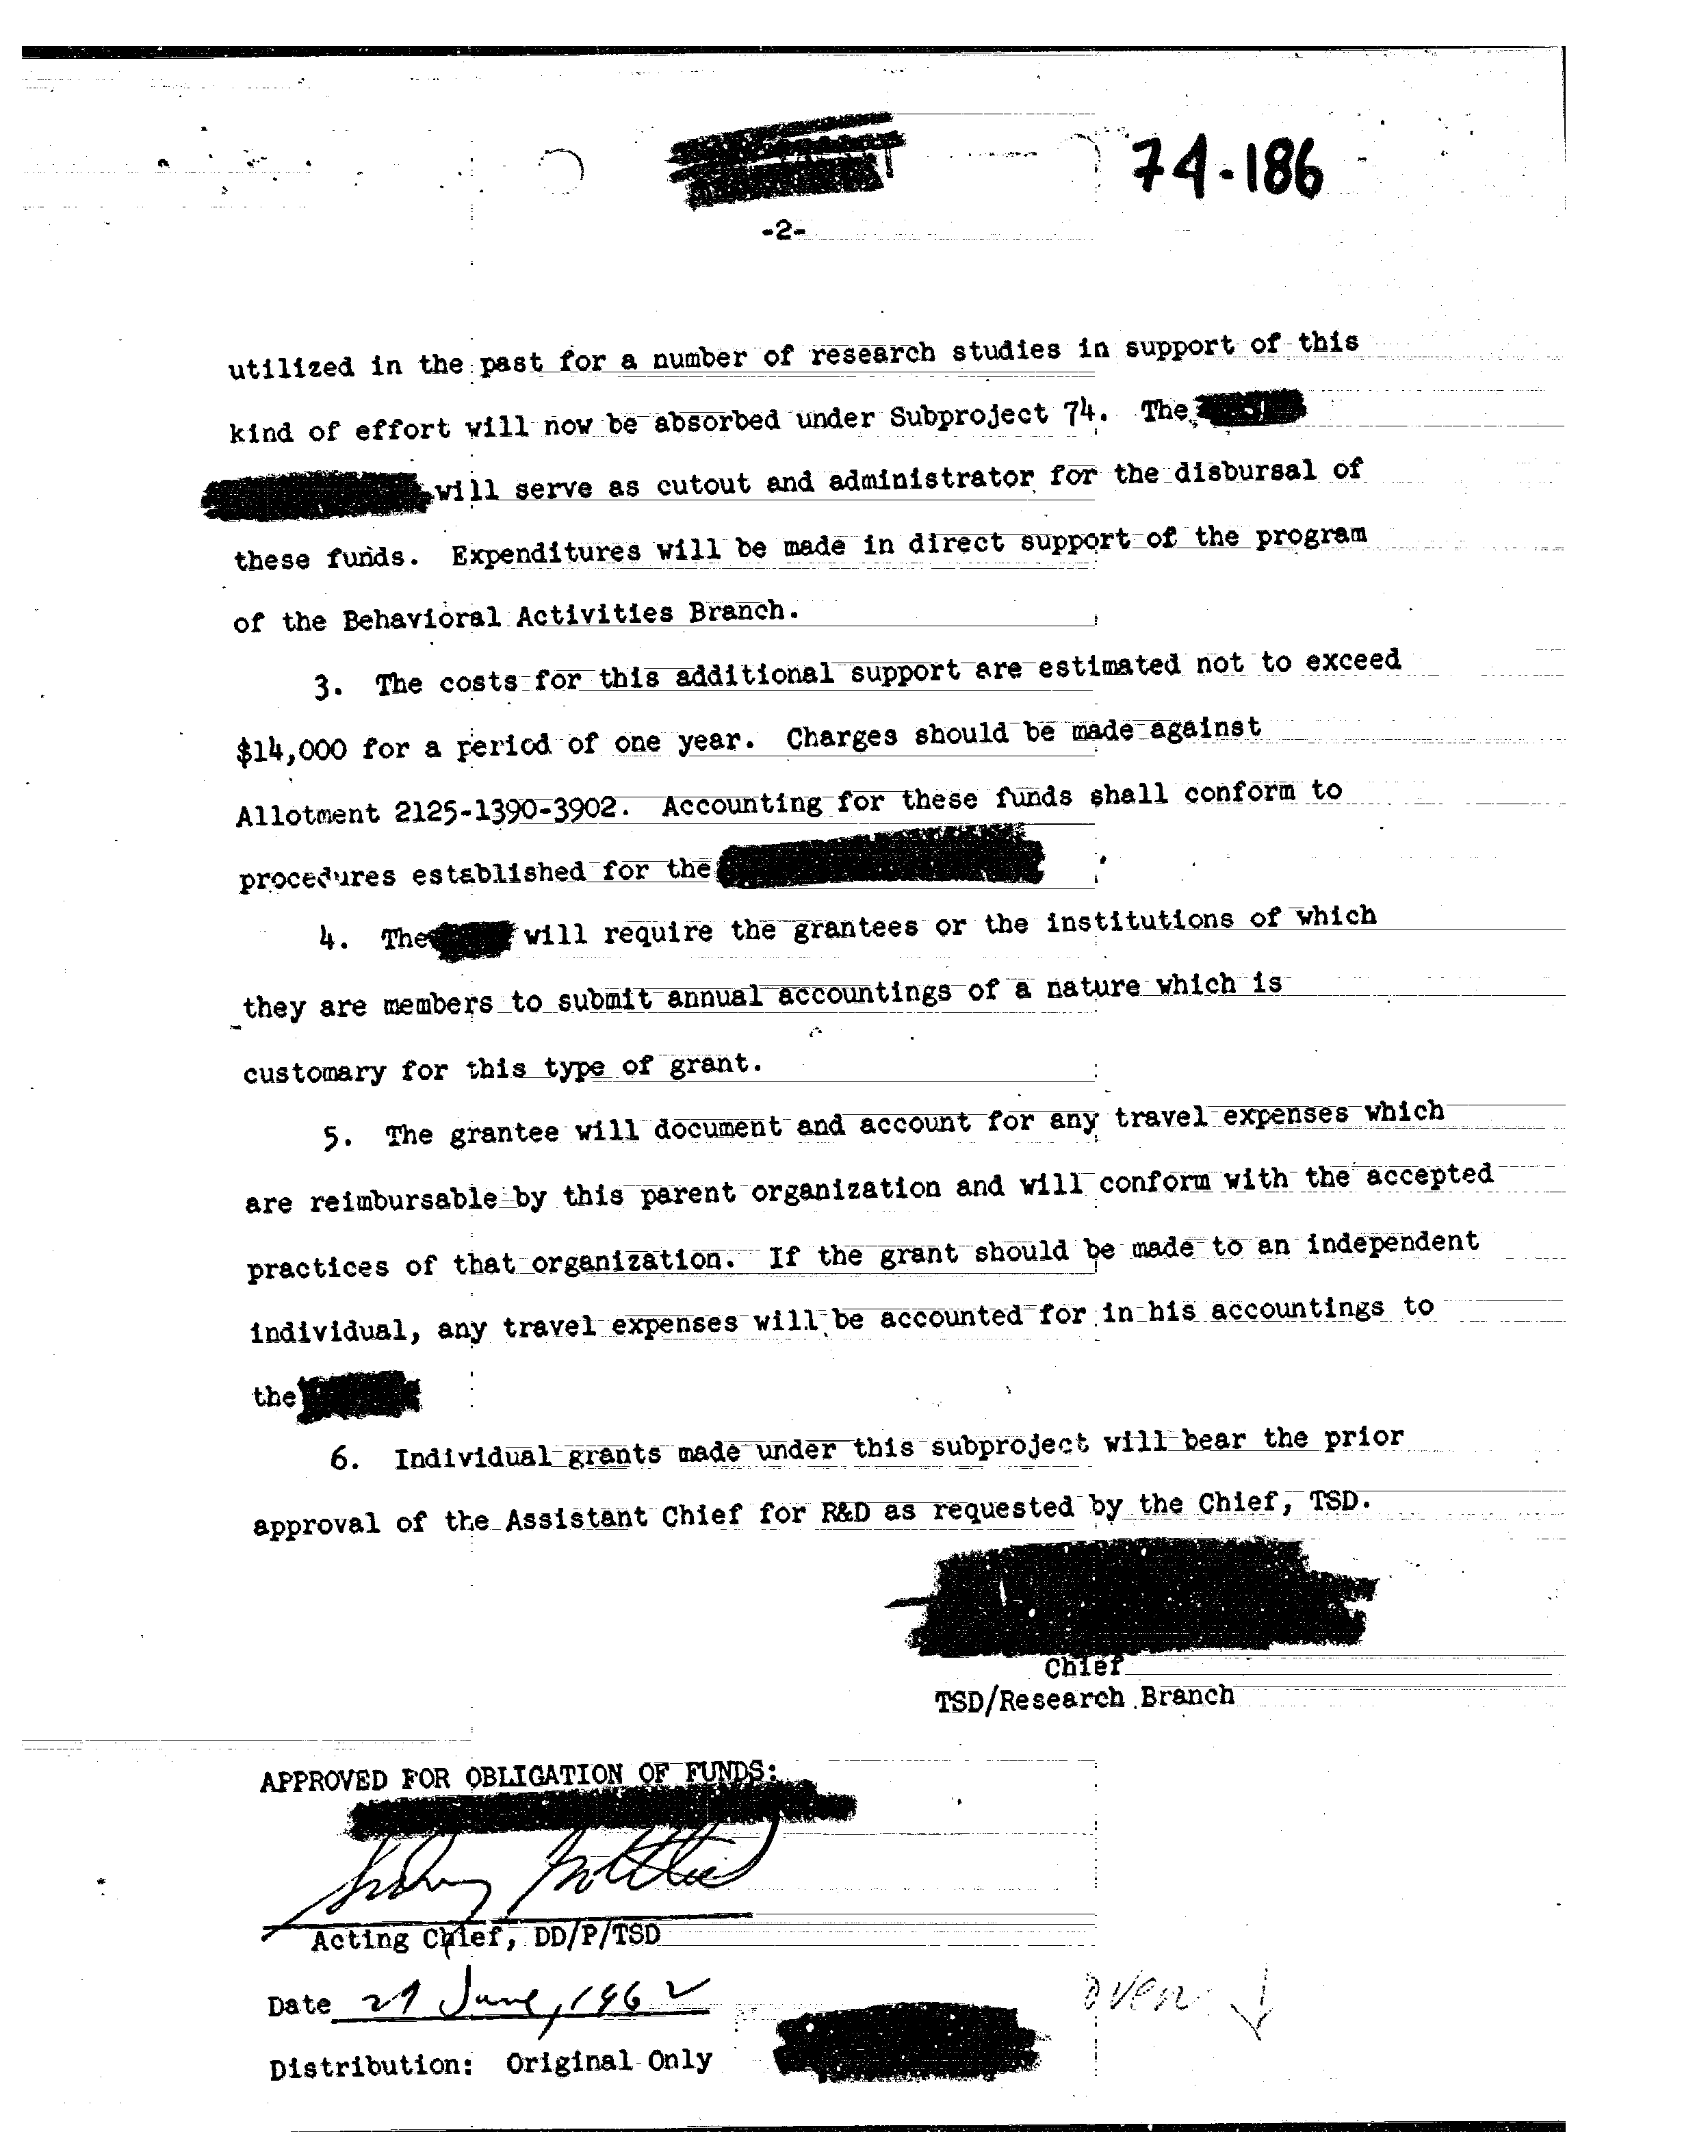 74-186
-2-
utilized in the past for a number of research studies in support of this
kind of effort will now be absorbed under Subproject 74. The
will serve as cutout and administrator for the disbursal of
these funds. Expenditures will be made in direct support of the program
of the Behavioral Activities Branch.
3. The costs for this additional support are estimated not to exceed
$14,000 for a period of one year. Charges should be made against
Allotment 2125-1390-3902. Accounting for these funds shall conform to
procedures established for the
4. The will require the grantees or the institutions of which
they are members to submit annual accountings of a nature which is
customary for this type of grant.
5. The grantee will document and account for any travel expenses which
are reimbursable by this parent organization and will conform with the accepted
practices of that organization. If the grant should be made to an independent
individual, any travel expenses will be accounted for in his accountings to
the
6. Individual grants made under this subproject will bear the prior
approval of the Assistant Chief for R&D as requested by the Chief, TSD.
Chief
TSD/Research Branch
APPROVED FOR OBLIGATION OF FUNDS:
Sidney Gottlieb
Acting Chief, DD/P/TSD
Date June, 1962
over
Distribution: Original Only